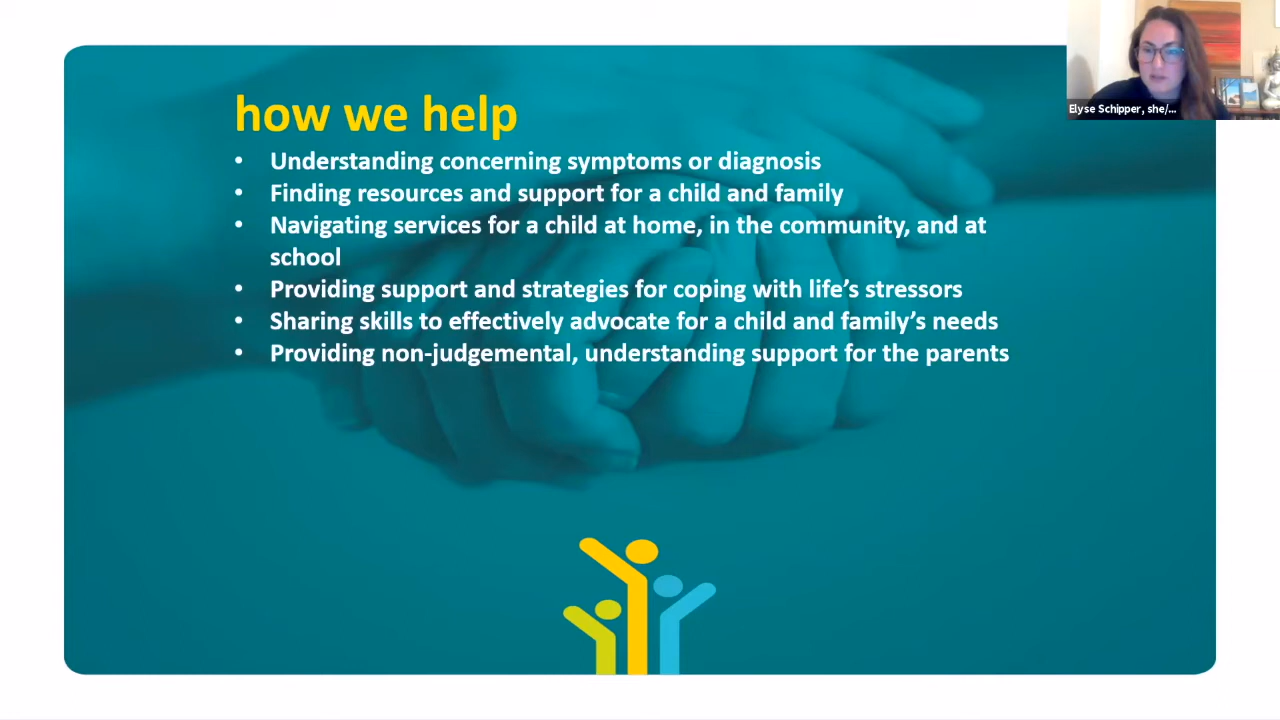 how we help
• Understanding concerning symptoms or diagnosis
• Finding resources and support for a child and family
• Navigating services for a child at home, in the community, and at
school
• Providing support and strategies for coping with life’s stressors
• Sharing skills to effectively advocate for a child and family’s needs
• Providing non-judgemental, understanding support for the parents
Elyse Schipper, she/...